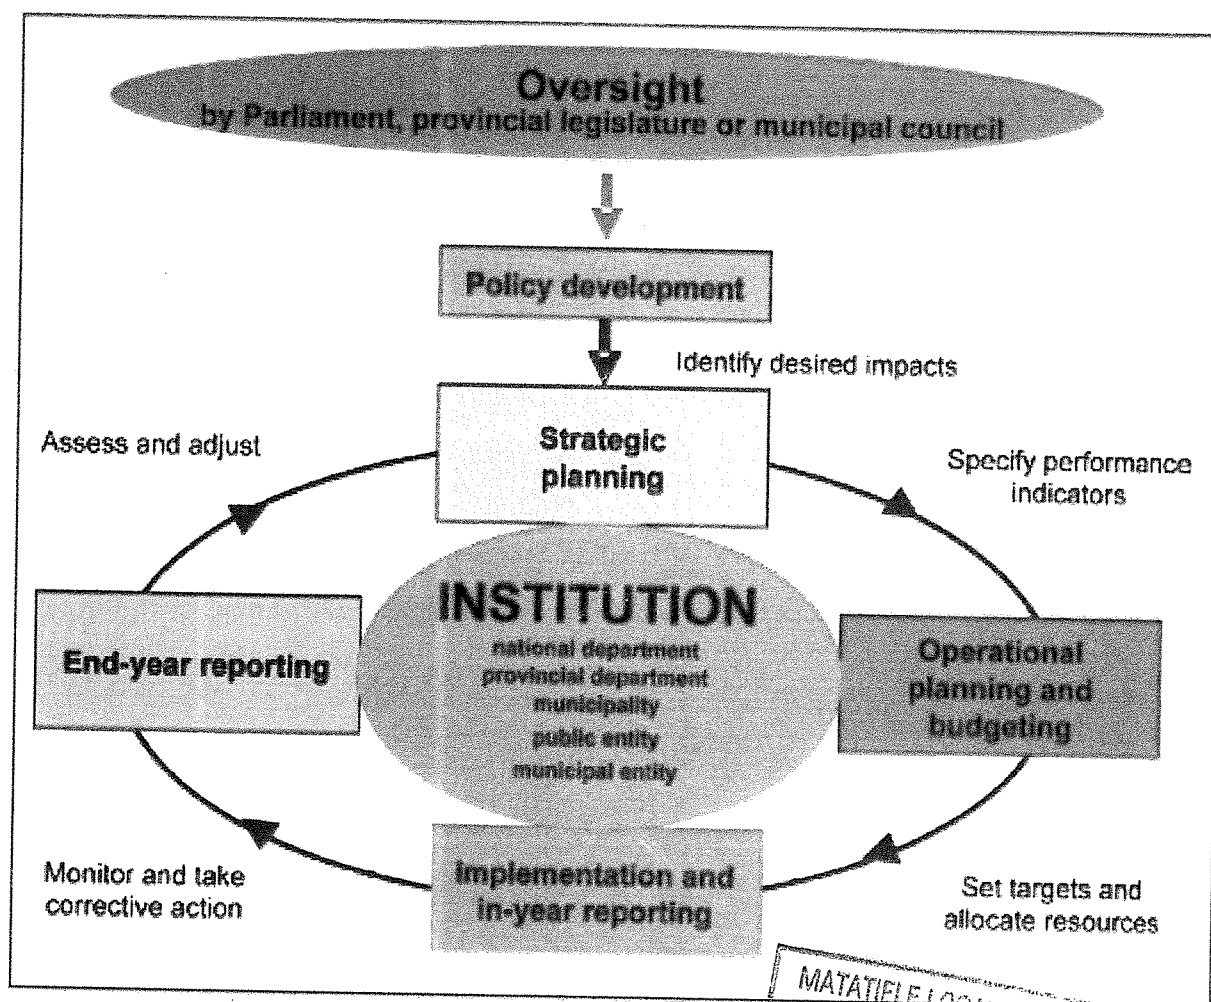 Oversight
by Parliament, provincial legislature or municipal council
Policy development
Identify desired impacts
Strategic
planning
Assess and adjust
Specify performance
indicators
INSTITUTION
national department
provincial department
municipality
public entity
municipal entity
End-year reporting
Operational
planning and
budgeting
Implementation and
in-year reporting
Monitor and take
corrective action
Set targets and
allocate resources
MATATIELE